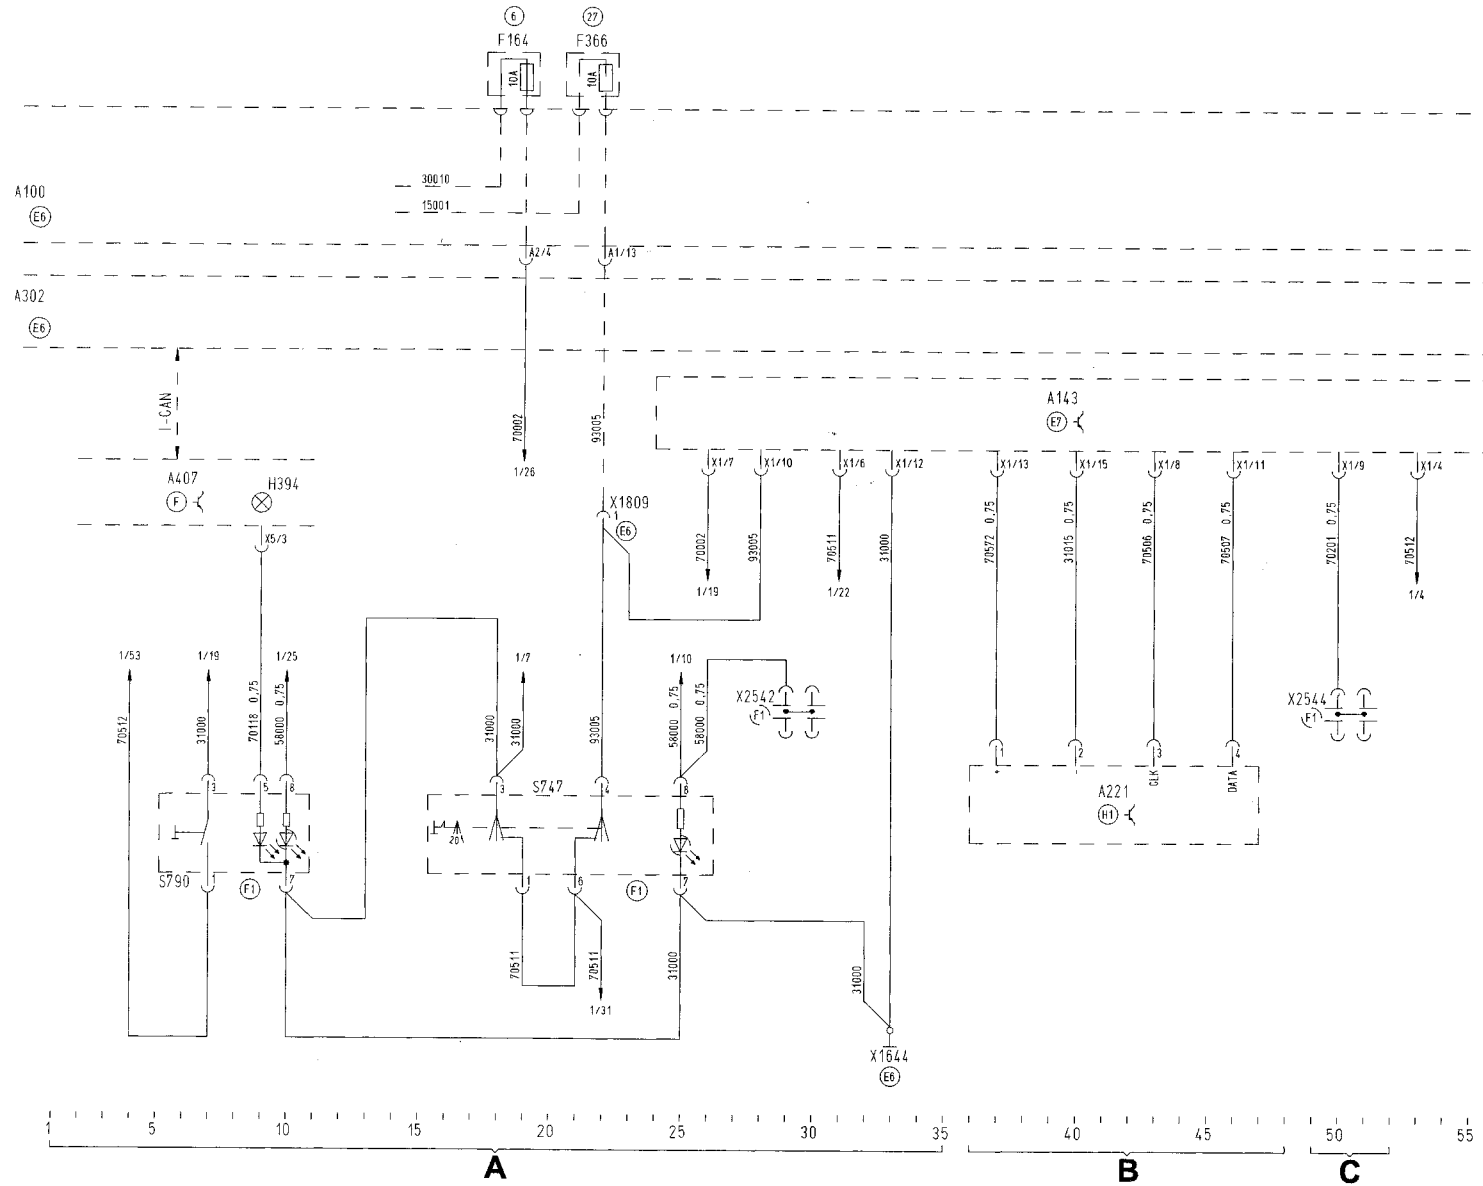 6 27
F164 F366
10A 10A
30010
15001
A100
E6
A2/4 A1/13
A302
E6
I-CAN
A143
E7
70002 93005
X1/7 X1/10 X1/6 X1/12 X1/13 X1/15 X1/8 X1/11 X1/9 X1/4
1/26
A407 H394
F
X5/3
X1809
1
E6
70002 93005 70511 31000 70572 0,75 31015 0,75 70506 0,75 70507 0,75 70201 0,75 70512
1/19 1/22 1/4
1/53 1/19 1/25 1/7 1/10
70512 31000 70118 0,75 58000 0,75 31000 31000 93005 58000 0,75 58000 0,75
X2542
F1
X2544
F1
1 2 3 4
3 5 8 3 S747 4 8
CLK DATA
A221
H1
20
S790 1 F1 7 1 6 F1 7
70511 70511 31000 31000
1/31
X1644
E6
1 5 10 15 20 25 30 35 40 45 50 55
A B C